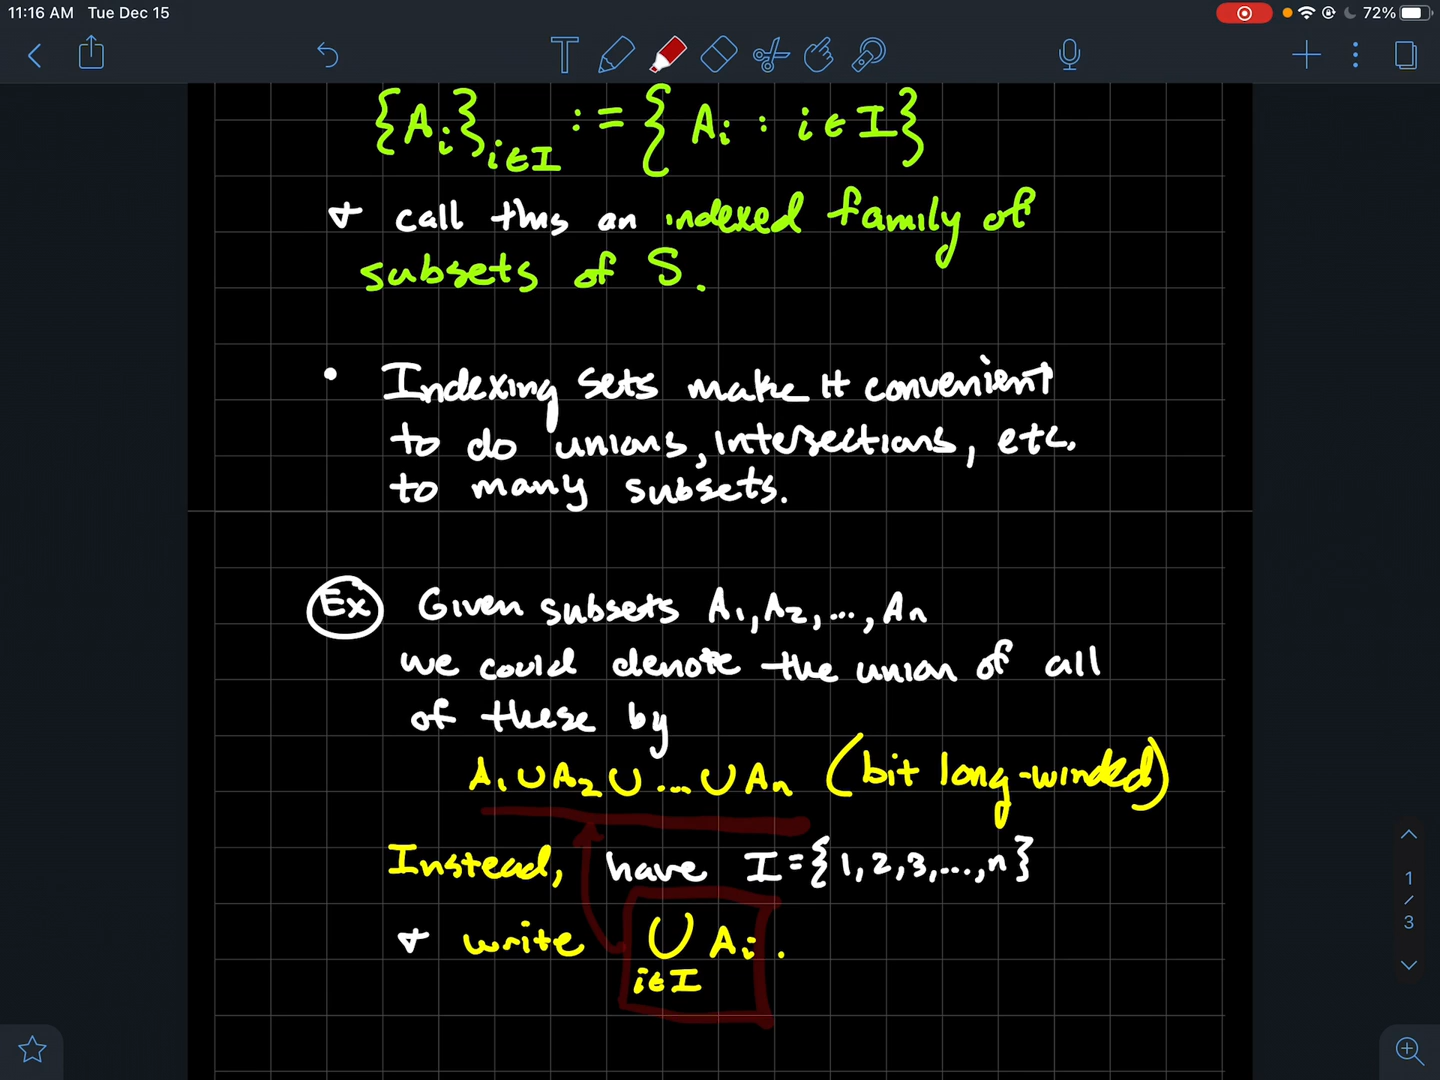 11:16 AM Tue Dec 15
72%
T
{A_i}_{i∈I} := { A_i : i ∈ I }
& call this an indexed family of
subsets of S.
• Indexing sets make it convenient
to do unions, intersections, etc.
to many subsets.
Ex Given subsets A₁, A₂, ..., Aₙ
we could denote the union of all
of these by
A₁ ∪ A₂ ∪ ... ∪ Aₙ (bit long-winded)
Instead, have I = {1, 2, 3, ..., n}
& write ⋃_{i∈I} A_i .
1
/
3